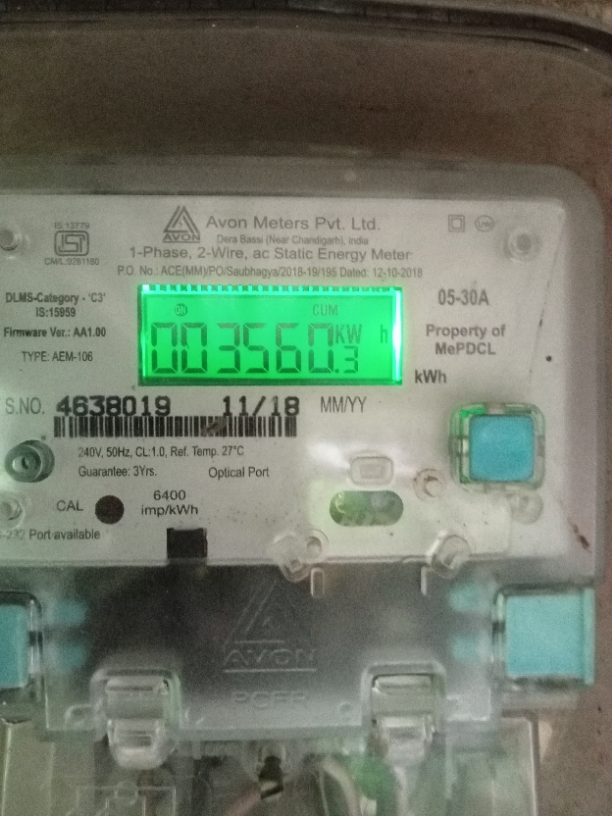 IS:13779
CM/L:9281180
AVON
Avon Meters Pvt. Ltd.
Dera Bassi (Near Chandigarh), India
1-Phase, 2-Wire, ac Static Energy Meter
P.O. No.: ACE(MM)/PO/Saubhagya/2018-19/195 Dated: 12-10-2018
DLMS-Category - 'C3'
IS:15959
Firmware Ver.: AA1.00
TYPE: AEM-106
CUM
003560.3 KW h
05-30A
Property of
MePDCL
kWh
S.NO. 4638019 11/18 MM/YY
240V, 50Hz, CL:1.0, Ref. Temp. 27°C
Guarantee: 3Yrs. Optical Port
CAL
6400
imp/kWh
-232 Port available
AVON